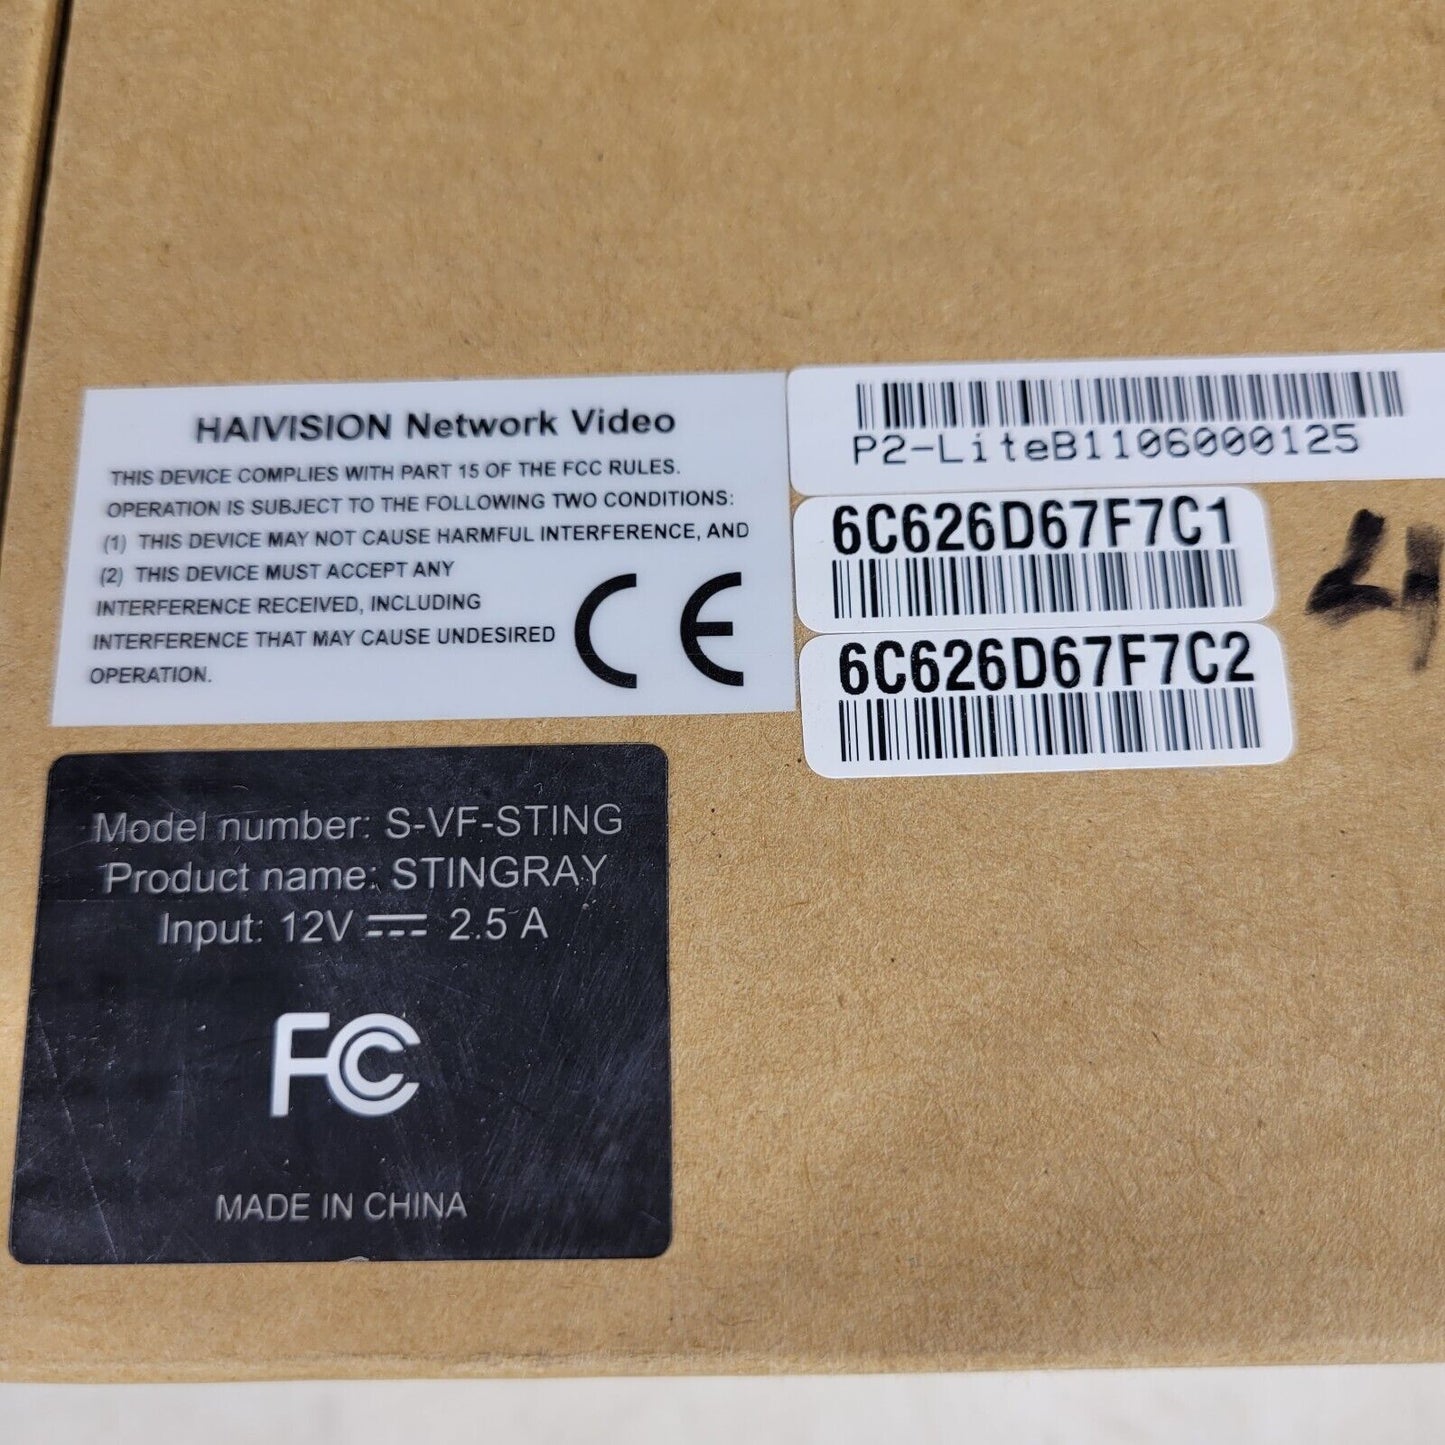 HAIVISION Network Video
THIS DEVICE COMPLIES WITH PART 15 OF THE FCC RULES.
OPERATION IS SUBJECT TO THE FOLLOWING TWO CONDITIONS:
(1) THIS DEVICE MAY NOT CAUSE HARMFUL INTERFERENCE, AND
(2) THIS DEVICE MUST ACCEPT ANY
INTERFERENCE RECEIVED, INCLUDING
INTERFERENCE THAT MAY CAUSE UNDESIRED
OPERATION.
CE
P2-LiteB1106000125
6C626D67F7C1
6C626D67F7C2
Model number: S-VF-STING
Product name: STINGRAY
Input: 12V ⎓ 2.5 A
FC
MADE IN CHINA